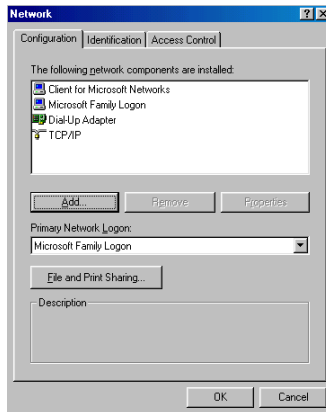 Network
Configuration Identification Access Control
The following network components are installed:
Client for Microsoft Networks
Microsoft Family Logon
Dial-Up Adapter
TCP/IP
Add... Remove Properties
Primary Network Logon:
Microsoft Family Logon
File and Print Sharing...
Description
OK Cancel